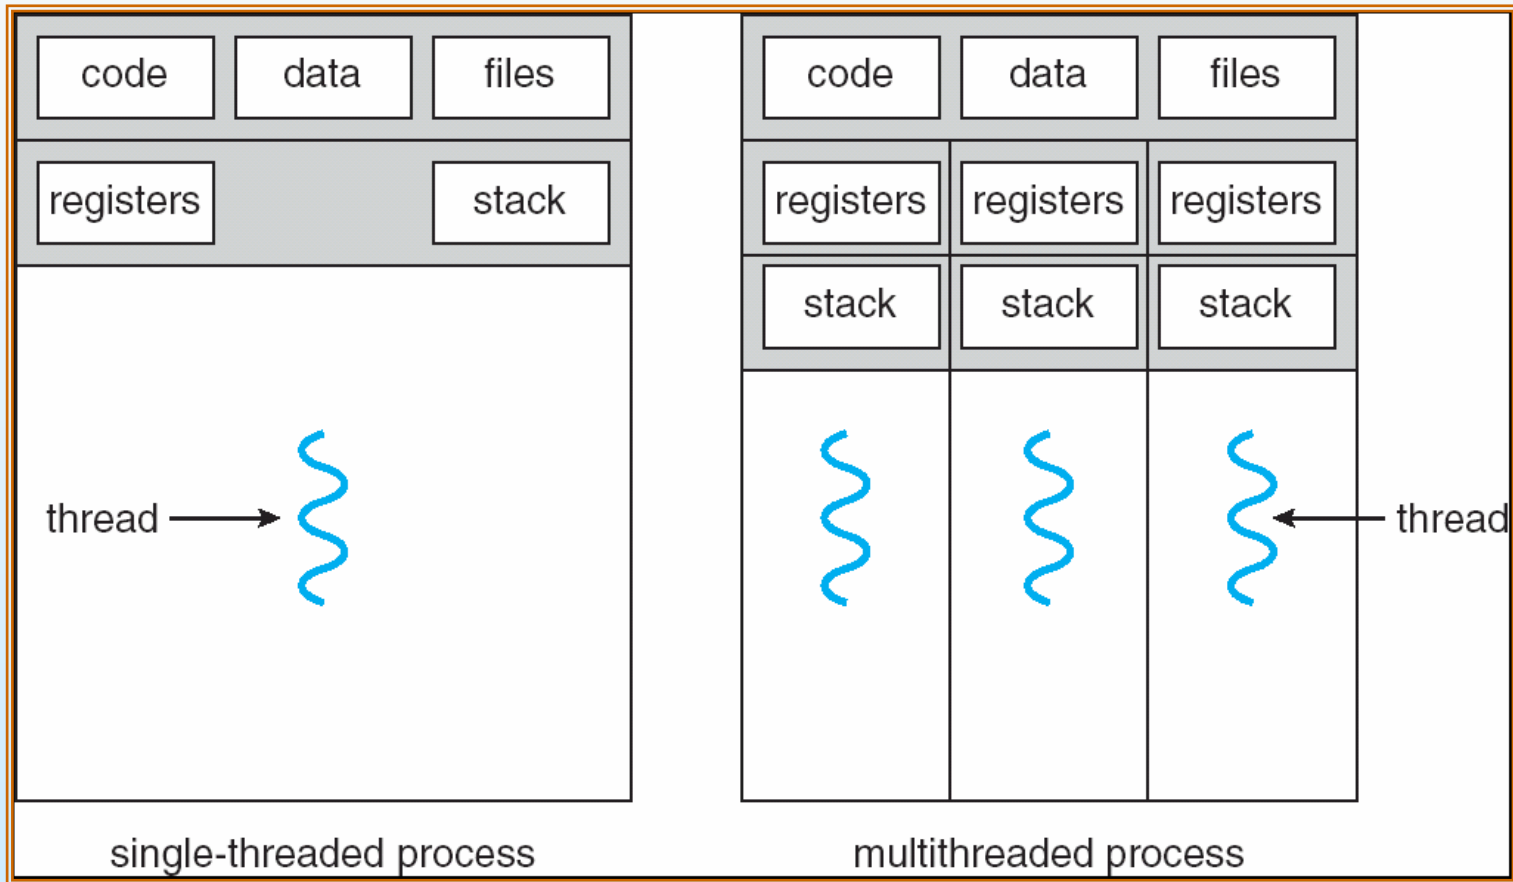 code data files
registers stack
thread
single-threaded process
code data files
registers registers registers
stack stack stack
thread
multithreaded process